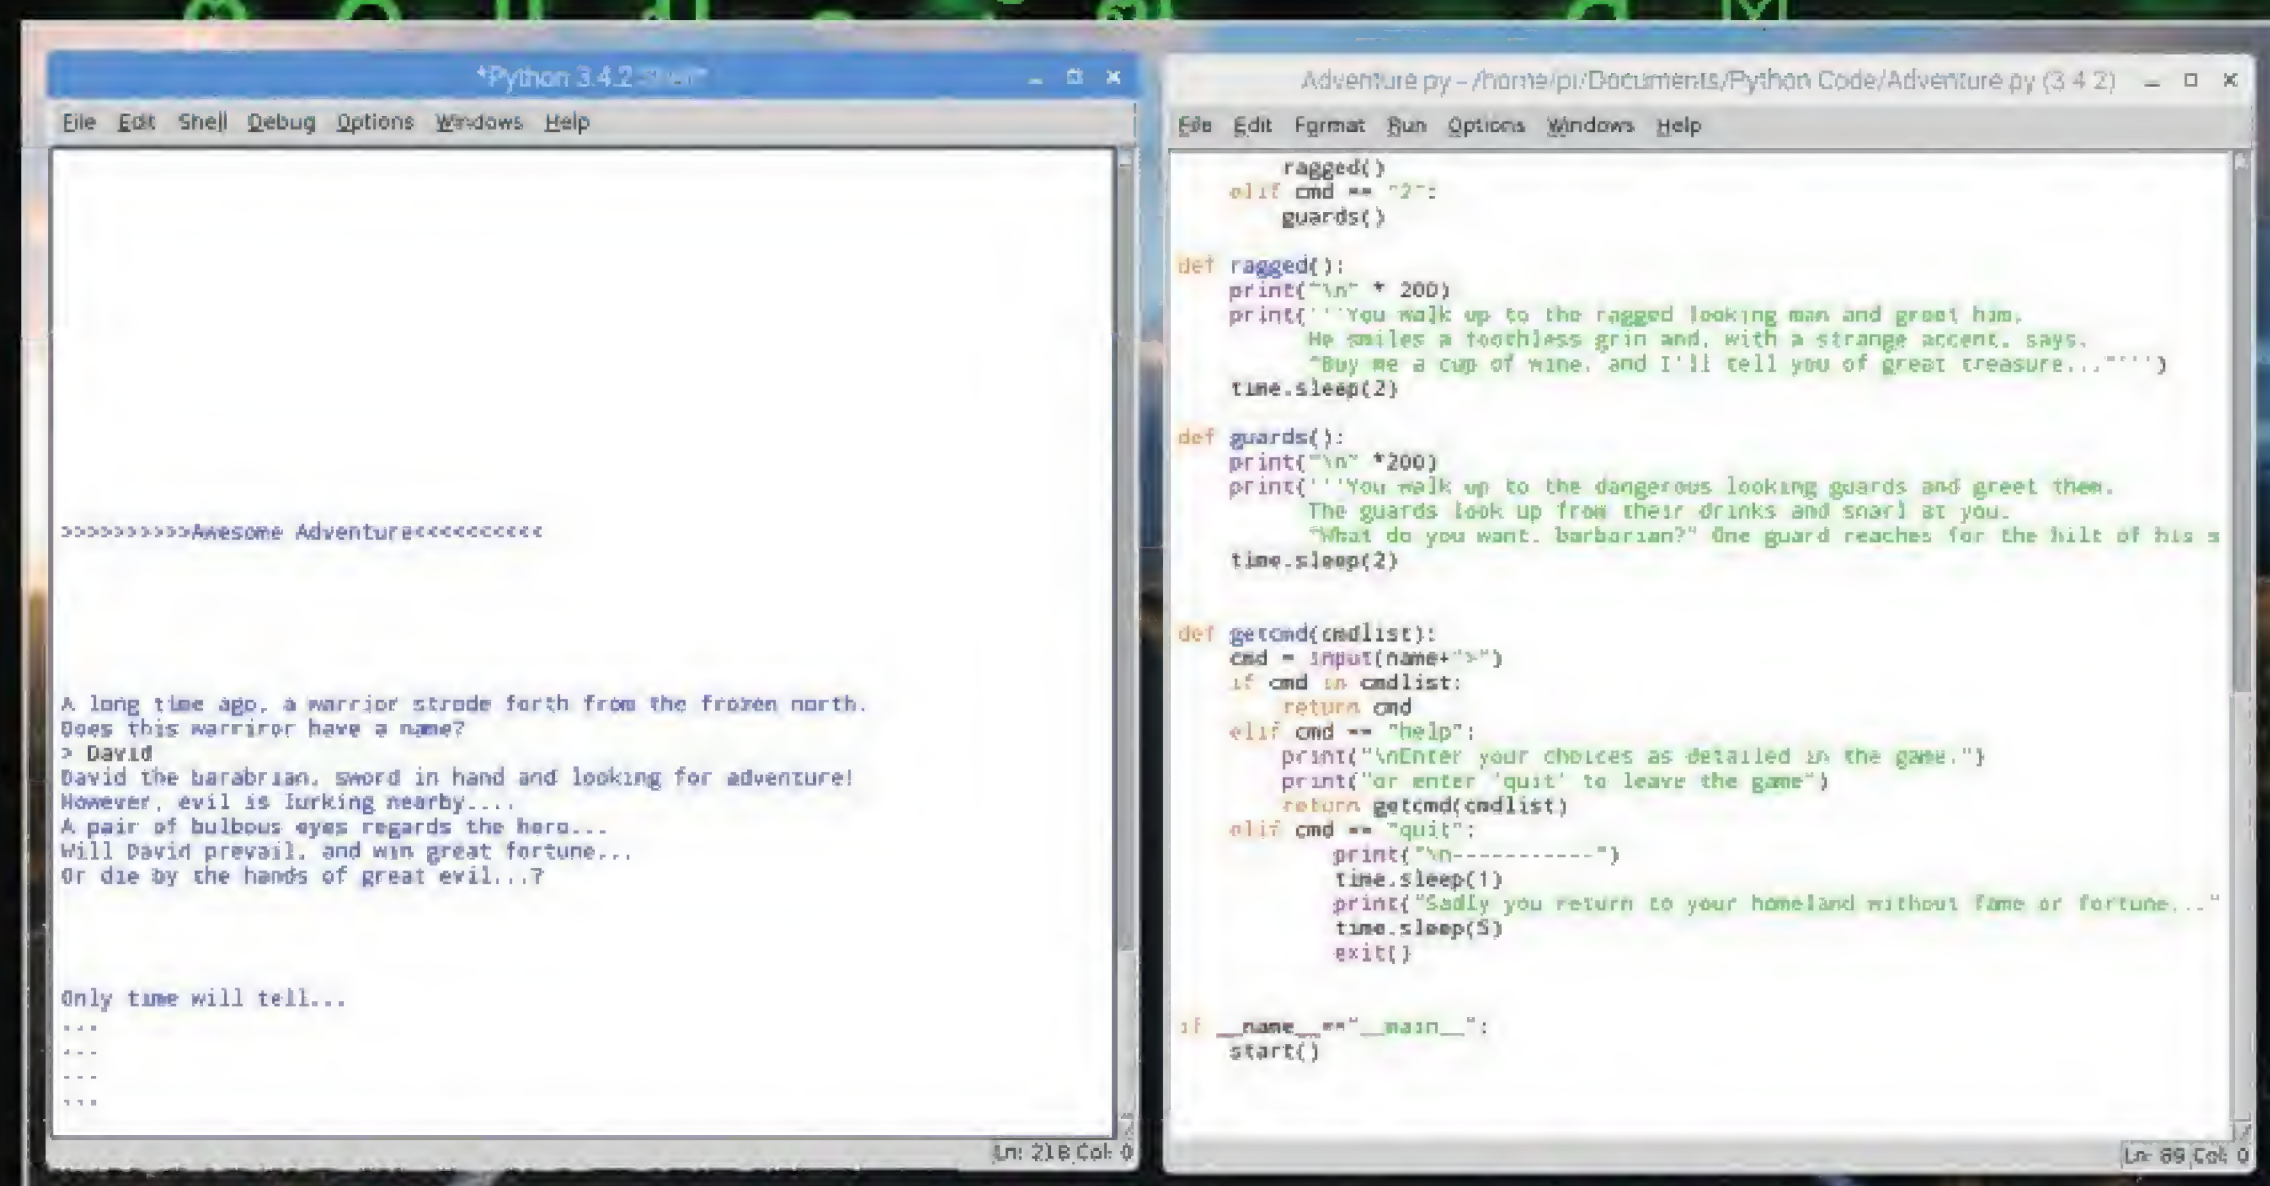 *Python 3.4.2 Shell*
File Edit Shell Debug Options Windows Help
>>>>>>>>>>Awesome Adventure<<<<<<<<<<
A long time ago, a warrior strode forth from the frozen north.
Does this warriror have a name?
> David
David the barabrian, sword in hand and looking for adventure!
However, evil is lurking nearby....
A pair of bulbous eyes regards the hero...
Will David prevail, and win great fortune...
Or die by the hands of great evil...?
Only time will tell...
...
...
...
...
Ln: 218 Col: 0
Adventure.py - /home/pi/Documents/Python Code/Adventure.py (3.4.2)
File Edit Format Run Options Windows Help
ragged()
elif cmd == "2":
guards()
def ragged():
print("\n" * 200)
print('''You walk up to the ragged looking man and greet him.
He smiles a toothless grin and, with a strange accent, says.
"Buy me a cup of wine, and I'll tell you of great treasure..."''')
time.sleep(2)
def guards():
print("\n" *200)
print('''You walk up to the dangerous looking guards and greet them.
The guards look up from their drinks and snarl at you.
"What do you want, barbarian?" One guard reaches for the hilt of his s
time.sleep(2)
def getcmd(cmdlist):
cmd = input(name+">")
if cmd in cmdlist:
return cmd
elif cmd == "help":
print("\nEnter your choices as detailed in the game.")
print("or enter 'quit' to leave the game")
return getcmd(cmdlist)
elif cmd == "quit":
print("\n-----------")
time.sleep(1)
print("Sadly you return to your homeland without fame or fortune..."
time.sleep(5)
exit()
if __name__=="__main__":
start()
Ln: 89 Col: 0